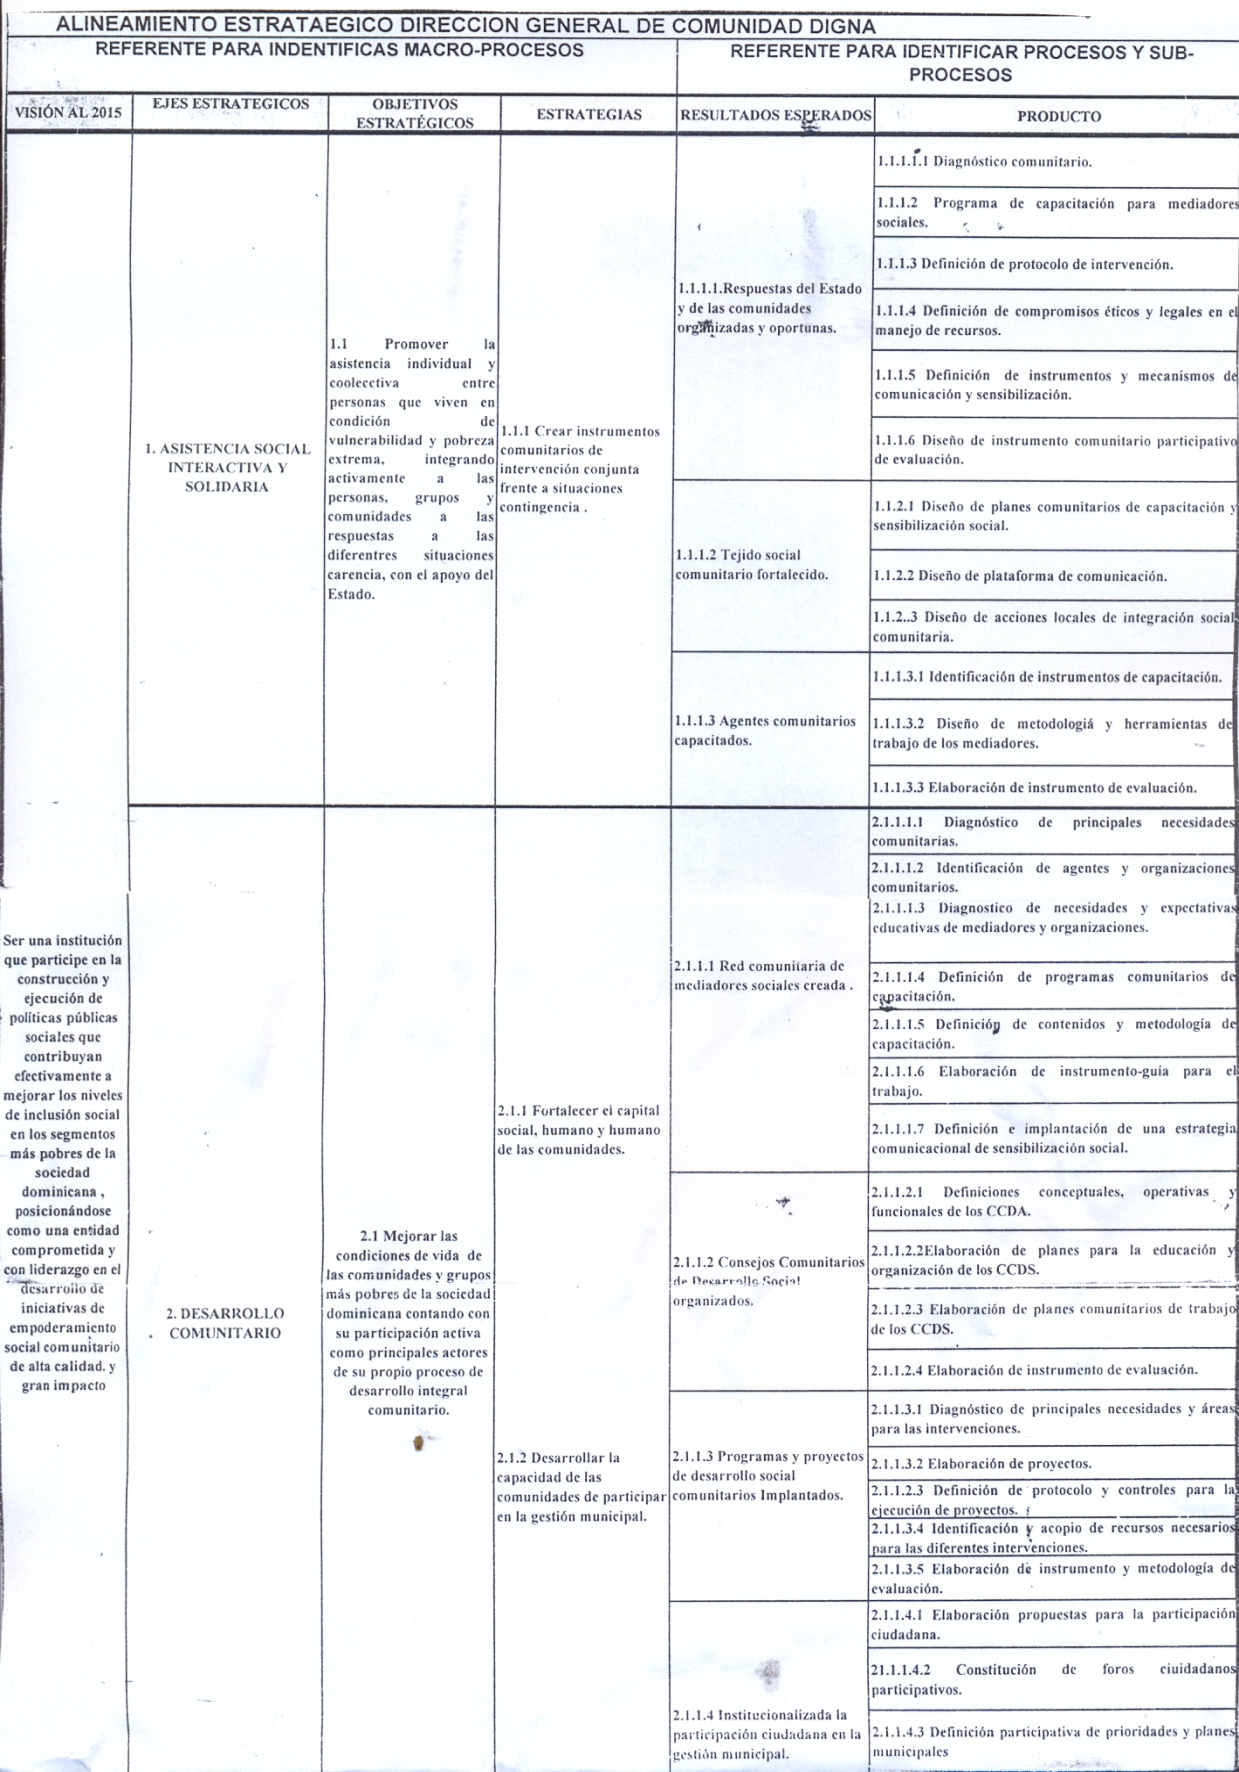 ALINEAMIENTO ESTRATAEGICO DIRECCION GENERAL DE COMUNIDAD DIGNA
REFERENTE PARA INDENTIFICAS MACRO-PROCESOS
REFERENTE PARA IDENTIFICAR PROCESOS Y SUB-
PROCESOS
VISIÓN AL 2015
EJES ESTRATEGICOS
OBJETIVOS
ESTRATÉGICOS
ESTRATEGIAS
RESULTADOS ESPERADOS
PRODUCTO
Ser una institución
que participe en la
construcción y
ejecución de
políticas públicas
sociales que
contribuyan
efectivamente a
mejorar los niveles
de inclusión social
en los segmentos
más pobres de la
sociedad
dominicana ,
posicionándose
como una entidad
comprometida y
con liderazgo en el
desarrollo de
iniciativas de
empoderamiento
social comunitario
de alta calidad. y
gran impacto
1. ASISTENCIA SOCIAL
INTERACTIVA Y
SOLIDARIA
1.1 Promover la
asistencia individual y
coolecctiva entre
personas que viven en
condición de
vulnerabilidad y pobreza
extrema, integrando
activamente a las
personas, grupos y
comunidades a las
respuestas a las
diferentres situaciones
carencia, con el apoyo del
Estado.
1.1.1 Crear instrumentos
comunitarios de
intervención conjunta
frente a situaciones
contingencia .
1.1.1.1.Respuestas del Estado
y de las comunidades
organizadas y oportunas.
1.1.1.1.1 Diagnóstico comunitario.
1.1.1.2 Programa de capacitación para mediadores
sociales.
1.1.1.3 Definición de protocolo de intervención.
1.1.1.4 Definición de compromisos éticos y legales en el
manejo de recursos.
1.1.1.5 Definición de instrumentos y mecanismos de
comunicación y sensibilización.
1.1.1.6 Diseño de instrumento comunitario participativo
de evaluación.
1.1.1.2 Tejido social
comunitario fortalecido.
1.1.2.1 Diseño de planes comunitarios de capacitación y
sensibilización social.
1.1.2.2 Diseño de plataforma de comunicación.
1.1.2..3 Diseño de acciones locales de integración social
comunitaria.
1.1.1.3 Agentes comunitarios
capacitados.
1.1.1.3.1 Identificación de instrumentos de capacitación.
1.1.1.3.2 Diseño de metodologiá y herramientas de
trabajo de los mediadores.
1.1.1.3.3 Elaboración de instrumento de evaluación.
2. DESARROLLO
COMUNITARIO
2.1 Mejorar las
condiciones de vida de
las comunidades y grupos
más pobres de la sociedad
dominicana contando con
su participación activa
como principales actores
de su propio proceso de
desarrollo integral
comunitario.
2.1.1 Fortalecer el capital
social, humano y humano
de las comunidades.
2.1.1.1 Red comunitaria de
mediadores sociales creada .
2.1.1.1.1 Diagnóstico de principales necesidades
comunitarias.
2.1.1.1.2 Identificación de agentes y organizaciones
comunitarios.
2.1.1.1.3 Diagnostico de necesidades y expectativas
educativas de mediadores y organizaciones.
2.1.1.1.4 Definición de programas comunitarios de
capacitación.
2.1.1.1.5 Definición de contenidos y metodología de
capacitación.
2.1.1.1.6 Elaboración de instrumento-guía para el
trabajo.
2.1.1.1.7 Definición e implantación de una estrategia
comunicacional de sensibilización social.
2.1.1.2 Consejos Comunitarios
de Desarrollo Social
organizados.
2.1.1.2.1 Definiciones conceptuales, operativas y
funcionales de los CCDA.
2.1.1.2.2Elaboración de planes para la educación y
organización de los CCDS.
2.1.1.2.3 Elaboración de planes comunitarios de trabajo
de los CCDS.
2.1.1.2.4 Elaboración de instrumento de evaluación.
2.1.2 Desarrollar la
capacidad de las
comunidades de participar
en la gestión municipal.
2.1.1.3 Programas y proyectos
de desarrollo social
comunitarios Implantados.
2.1.1.3.1 Diagnóstico de principales necesidades y áreas
para las intervenciones.
2.1.1.3.2 Elaboración de proyectos.
2.1.1.2.3 Definición de protocolo y controles para la
ejecución de proyectos.
2.1.1.3.4 Identificación y acopio de recursos necesarios
para las diferentes intervenciones.
2.1.1.3.5 Elaboración de instrumento y metodología de
evaluación.
2.1.1.4 Institucionalizada la
participación ciudadana en la
gestión municipal.
2.1.1.4.1 Elaboración propuestas para la participación
ciudadana.
21.1.1.4.2 Constitución de foros ciuidadanos
participativos.
2.1.1.4.3 Definición participativa de prioridades y planes
municipales